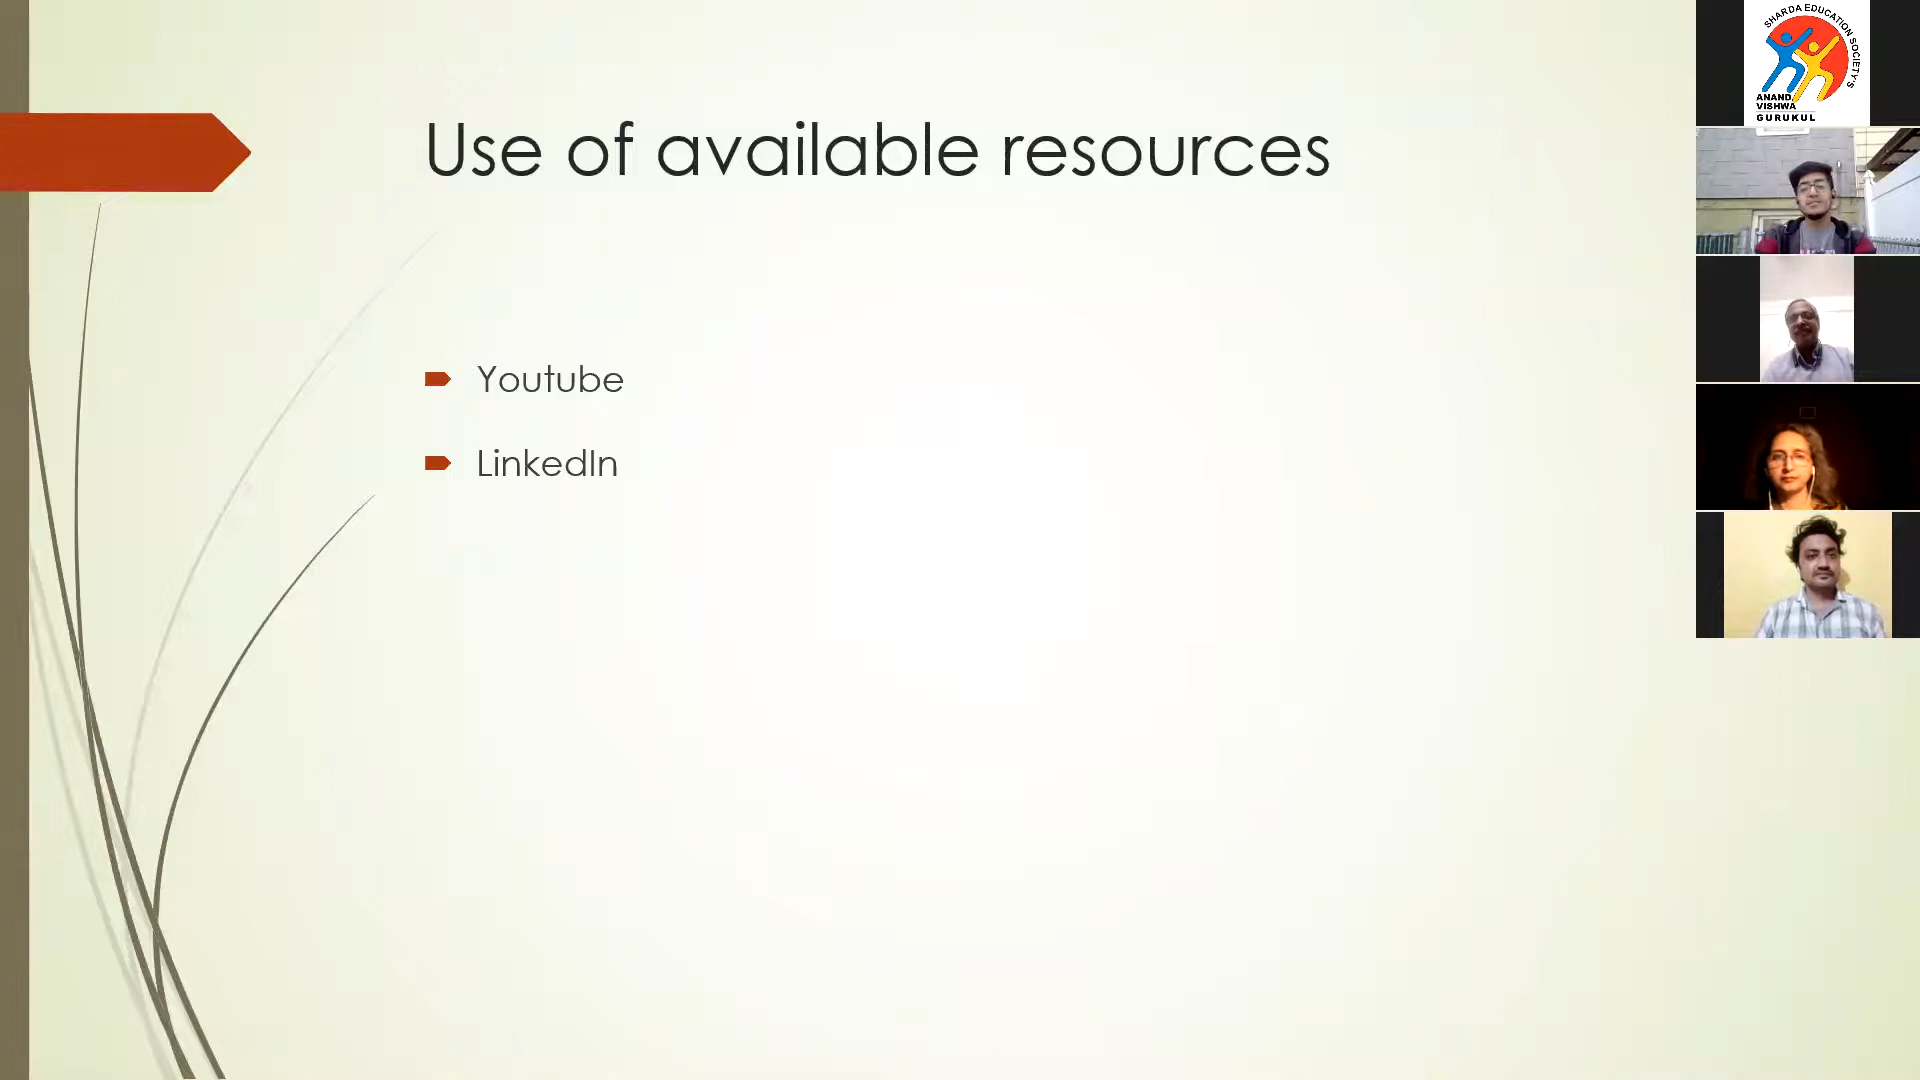 Use of available resources
Youtube
LinkedIn
SHARDA EDUCATION SOCIETY'S
ANAND
VISHWA
GURUKUL